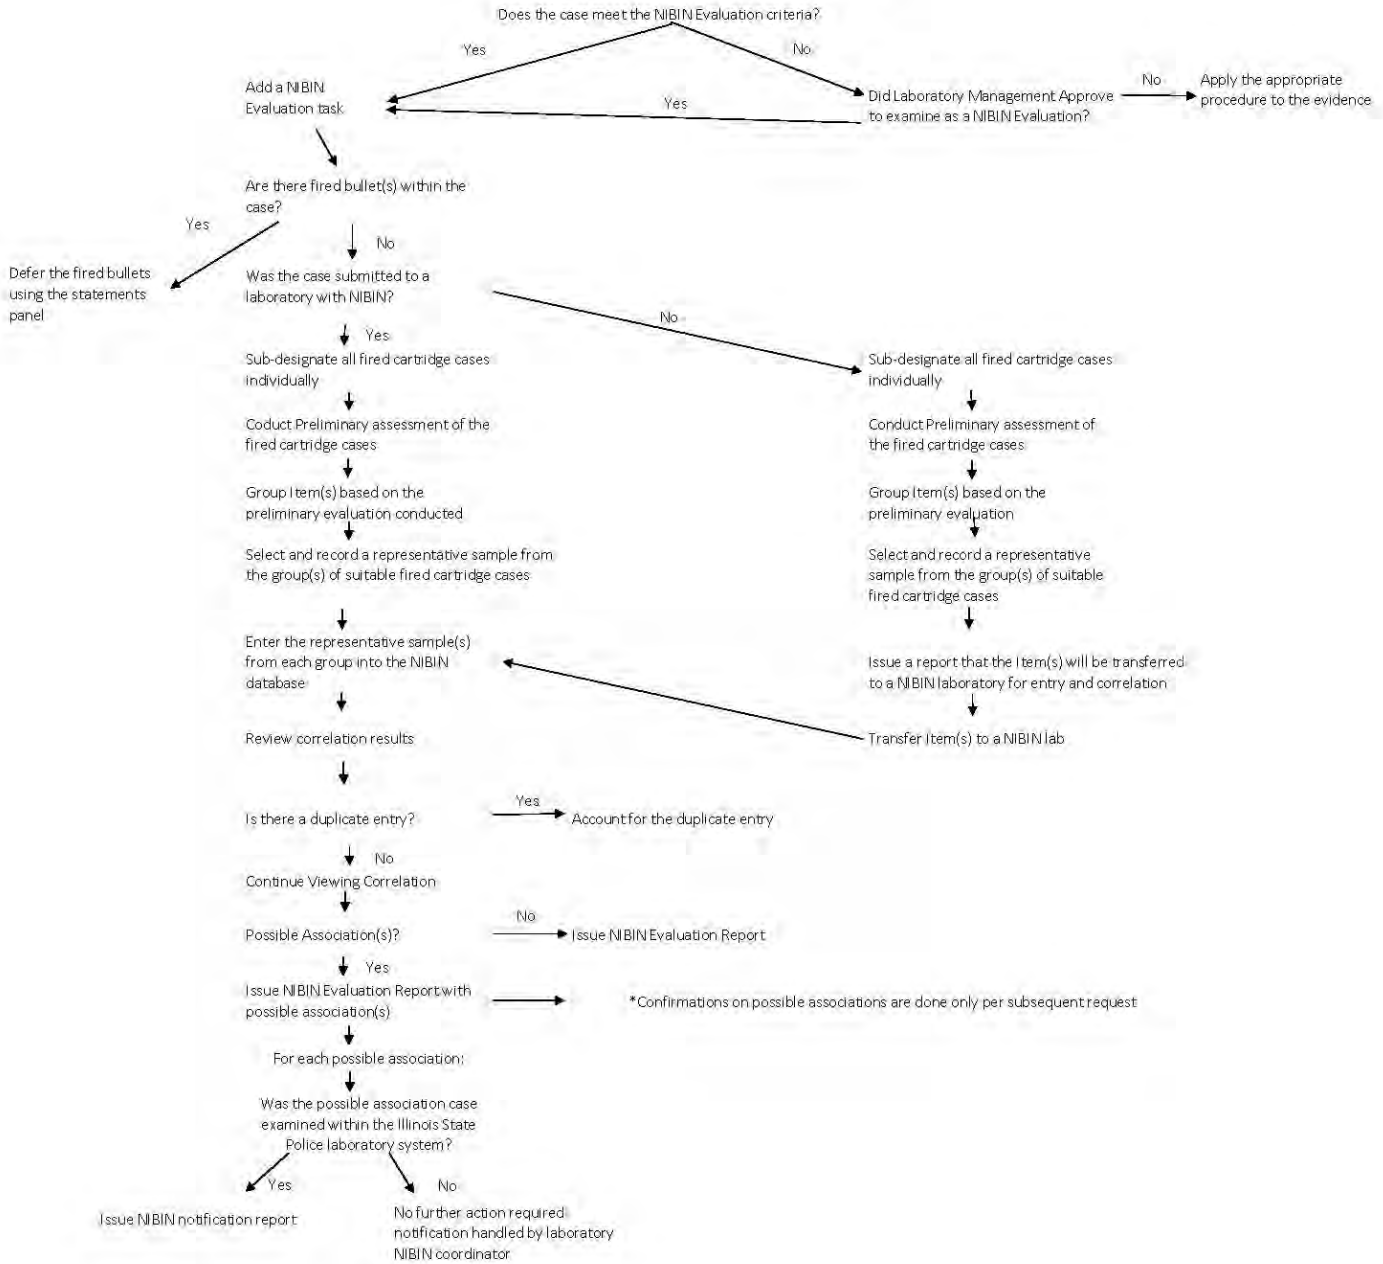 Does the case meet the NIBIN Evaluation criteria?
Yes
No
Add a NIBIN
Evaluation task
Yes
Did Laboratory Management Approve
to examine as a NIBIN Evaluation?
No
Apply the appropriate
procedure to the evidence
Are there fired bullet(s) within the
case?
Yes
No
Defer the fired bullets
using the statements
panel
Was the case submitted to a
laboratory with NIBIN?
No
Yes
Sub-designate all fired cartridge cases
individually
Coduct Preliminary assessment of the
fired cartridge cases
Group Item(s) based on the
preliminary evaluation conducted
Select and record a representative sample from
the group(s) of suitable fired cartridge cases
Sub-designate all fired cartridge cases
individually
Conduct Preliminary assessment of
the fired cartridge cases
Group Item(s) based on the
preliminary evaluation
Select and record a representative
sample from the group(s) of suitable
fired cartridge cases
Issue a report that the Item(s) will be transferred
to a NIBIN laboratory for entry and correlation
Transfer Item(s) to a NIBIN lab
Enter the representative sample(s)
from each group into the NIBIN
database
Review correlation results
Is there a duplicate entry?
Yes
Account for the duplicate entry
No
Continue Viewing Correlation
Possible Association(s)?
No
Issue NIBIN Evaluation Report
Yes
Issue NIBIN Evaluation Report with
possible association(s)
*Confirmations on possible associations are done only per subsequent request
For each possible association:
Was the possible association case
examined within the Illinois State
Police laboratory system?
Yes
No
Issue NIBIN notification report
No further action required
notification handled by laboratory
NIBIN coordinator